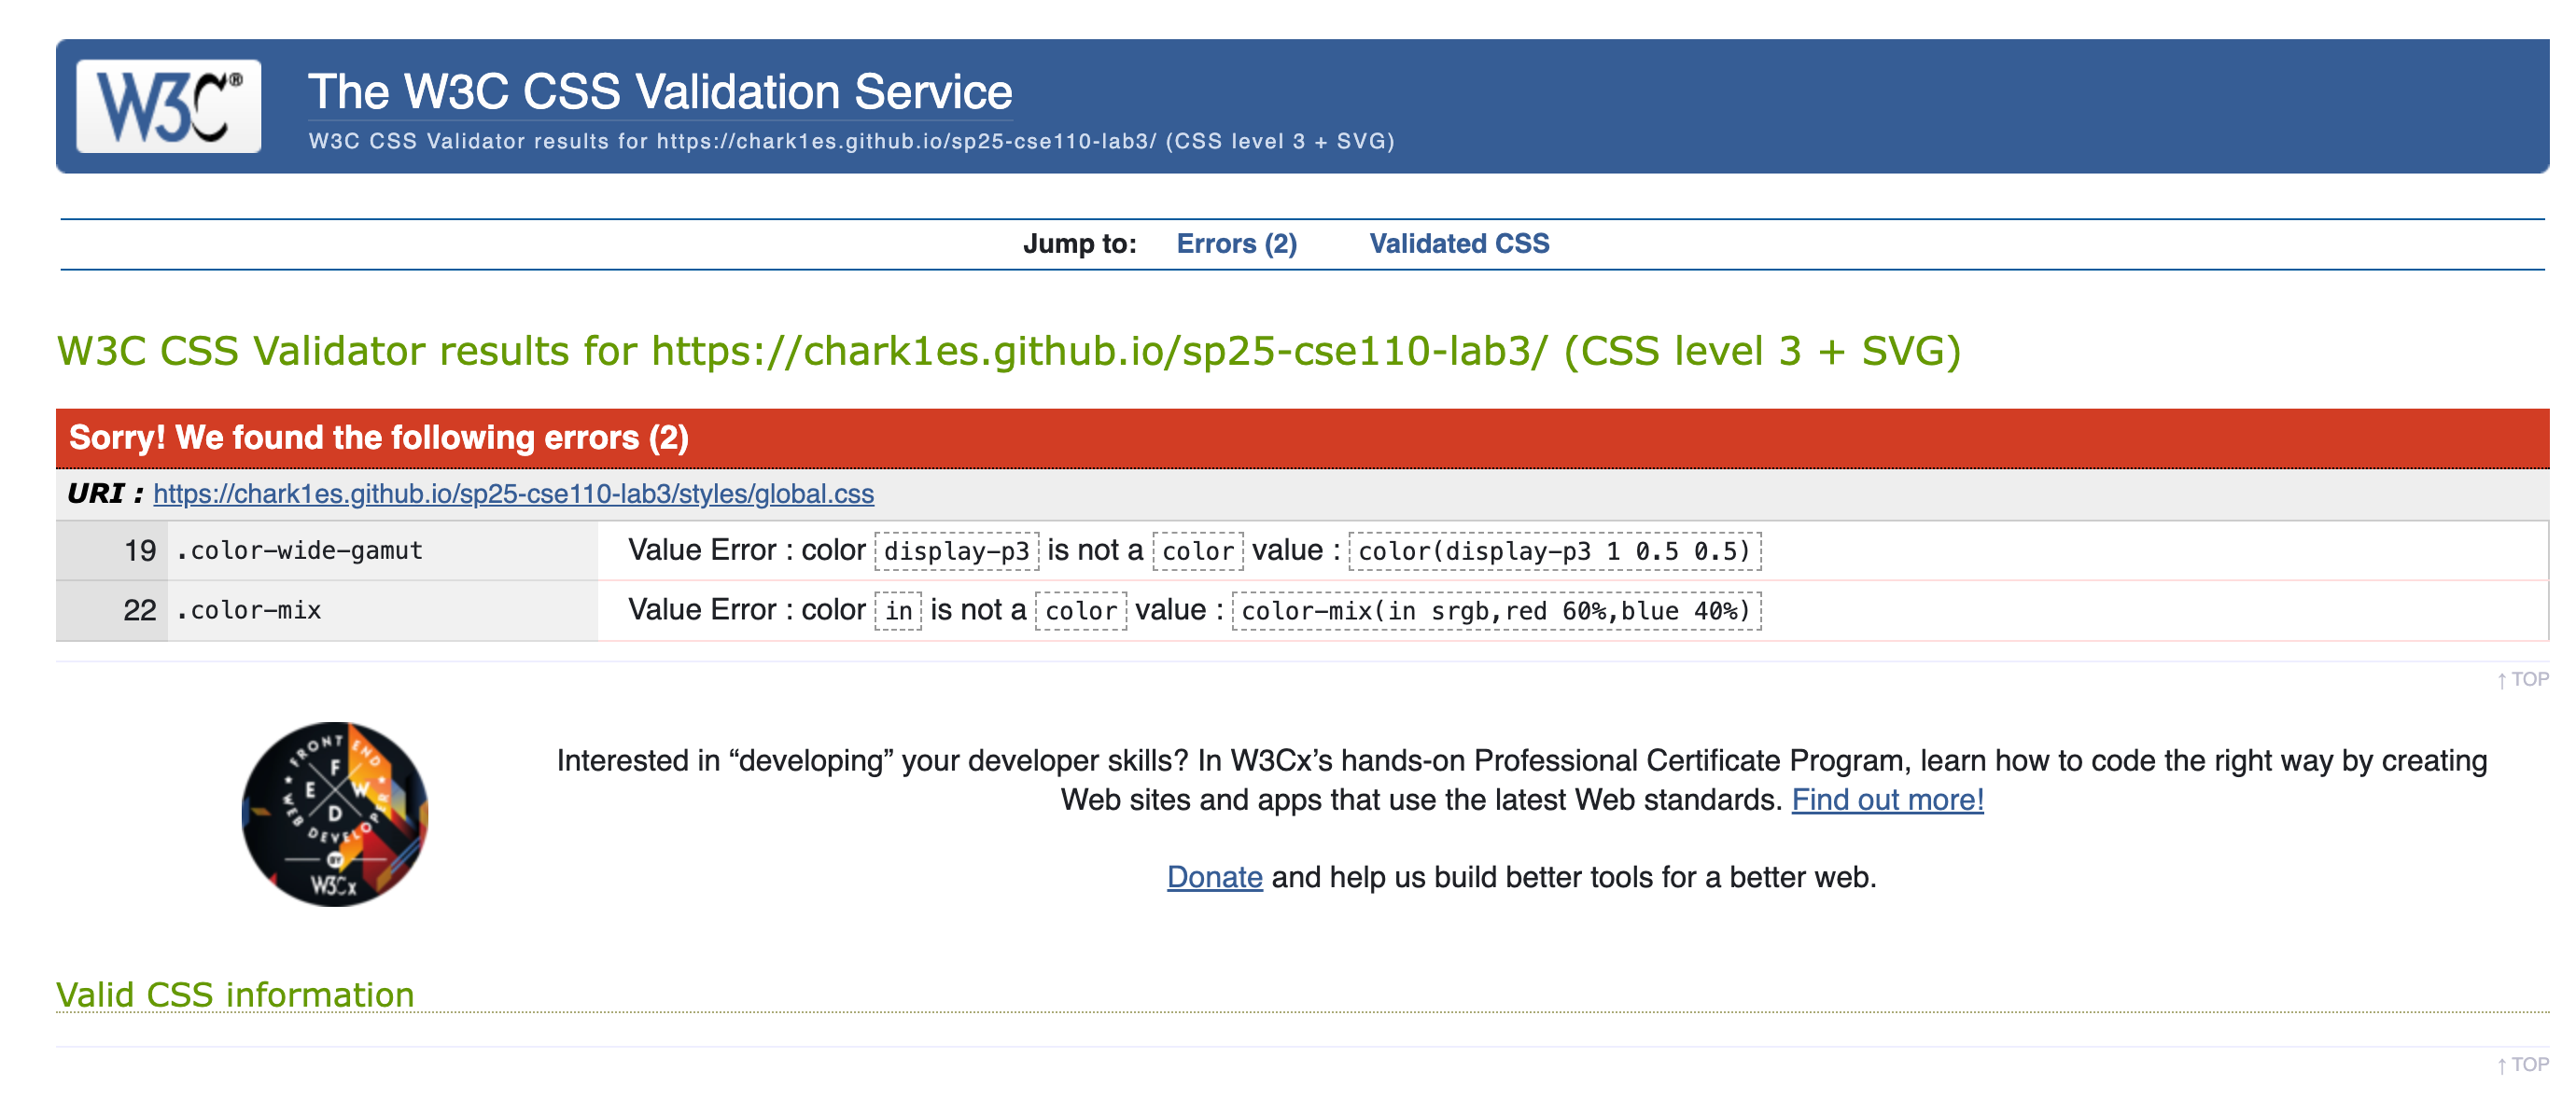 W3C®
The W3C CSS Validation Service
W3C CSS Validator results for https://chark1es.github.io/sp25-cse110-lab3/ (CSS level 3 + SVG)
Jump to: Errors (2) Validated CSS
W3C CSS Validator results for https://chark1es.github.io/sp25-cse110-lab3/ (CSS level 3 + SVG)
Sorry! We found the following errors (2)
URI : https://chark1es.github.io/sp25-cse110-lab3/styles/global.css
19 .color-wide-gamut Value Error : color display-p3 is not a color value : color(display-p3 1 0.5 0.5)
22 .color-mix Value Error : color in is not a color value : color-mix(in srgb,red 60%,blue 40%)
↑ TOP
FRONT END
WEB DEVELOPER
F
E W
D
BY
W3Cx
Interested in “developing” your developer skills? In W3Cx’s hands-on Professional Certificate Program, learn how to code the right way by creating
Web sites and apps that use the latest Web standards. Find out more!
Donate and help us build better tools for a better web.
Valid CSS information
↑ TOP